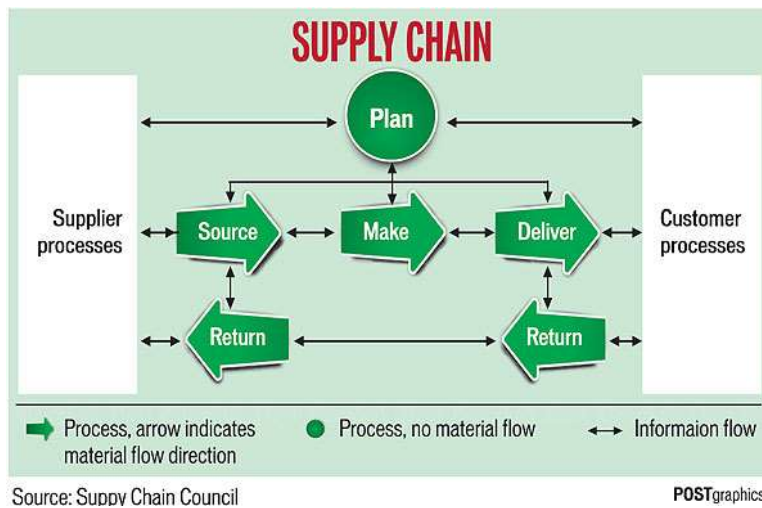 SUPPLY CHAIN
Plan
Supplier
processes
Source
Make
Deliver
Customer
processes
Return
Return
Process, arrow indicates
material flow direction
Process, no material flow
Informaion flow
Source: Suppy Chain Council
POSTgraphics